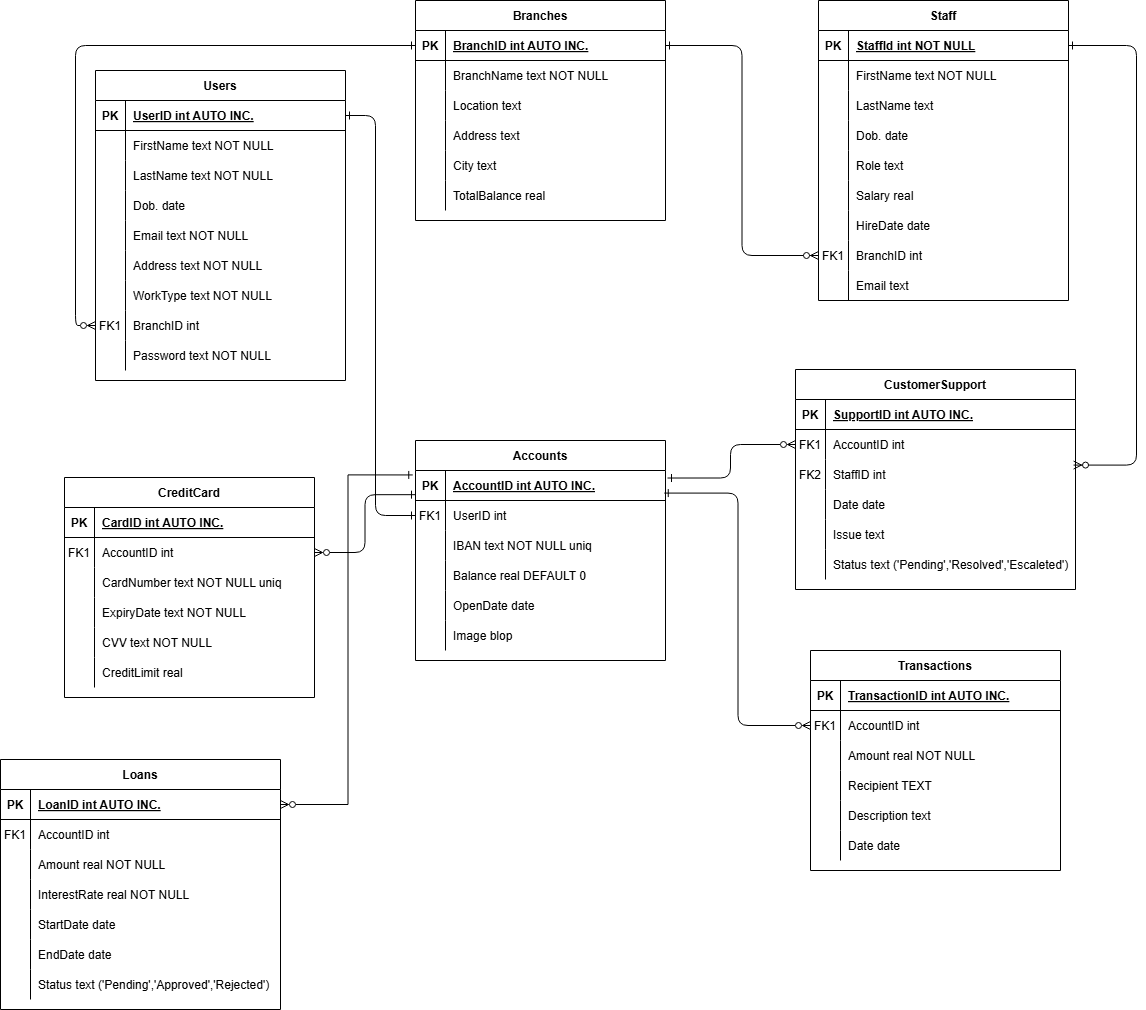 Branches
PK BranchID int AUTO INC.
BranchName text NOT NULL
Location text
Address text
City text
TotalBalance real
Staff
PK StaffId int NOT NULL
FirstName text NOT NULL
LastName text
Dob. date
Role text
Salary real
HireDate date
FK1 BranchID int
Email text
Users
PK UserID int AUTO INC.
FirstName text NOT NULL
LastName text NOT NULL
Dob. date
Email text NOT NULL
Address text NOT NULL
WorkType text NOT NULL
FK1 BranchID int
Password text NOT NULL
CustomerSupport
PK SupportID int AUTO INC.
FK1 AccountID int
FK2 StaffID int
Date date
Issue text
Status text ('Pending','Resolved','Escaleted')
Accounts
PK AccountID int AUTO INC.
FK1 UserID int
IBAN text NOT NULL uniq
Balance real DEFAULT 0
OpenDate date
Image blop
CreditCard
PK CardID int AUTO INC.
FK1 AccountID int
CardNumber text NOT NULL uniq
ExpiryDate text NOT NULL
CVV text NOT NULL
CreditLimit real
Transactions
PK TransactionID int AUTO INC.
FK1 AccountID int
Amount real NOT NULL
Recipient TEXT
Description text
Date date
Loans
PK LoanID int AUTO INC.
FK1 AccountID int
Amount real NOT NULL
InterestRate real NOT NULL
StartDate date
EndDate date
Status text ('Pending','Approved','Rejected')